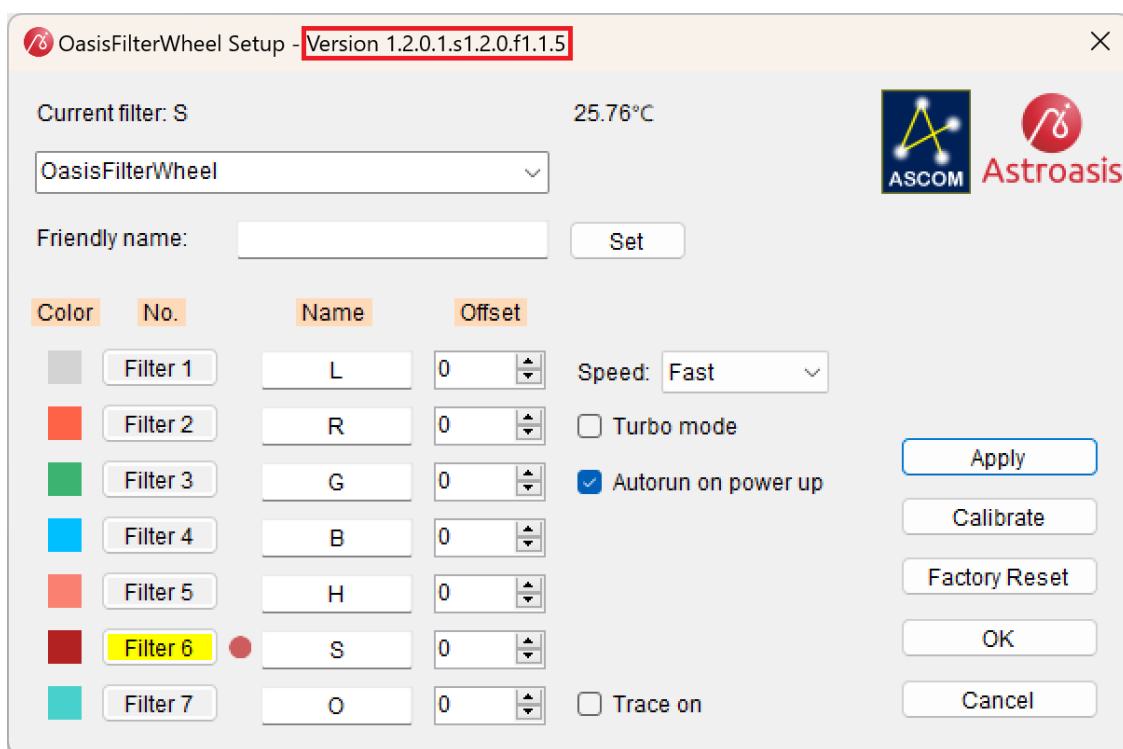 OasisFilterWheel Setup - Version 1.2.0.1.s1.2.0.f1.1.5
Current filter: S 25.76°C
ASCOM Astroasis
OasisFilterWheel
Friendly name: Set
Color No. Name Offset
Filter 1 L 0 Speed: Fast
Filter 2 R 0 Turbo mode
Filter 3 G 0 Autorun on power up
Apply
Filter 4 B 0
Calibrate
Filter 5 H 0
Factory Reset
Filter 6 S 0
OK
Filter 7 O 0 Trace on
Cancel